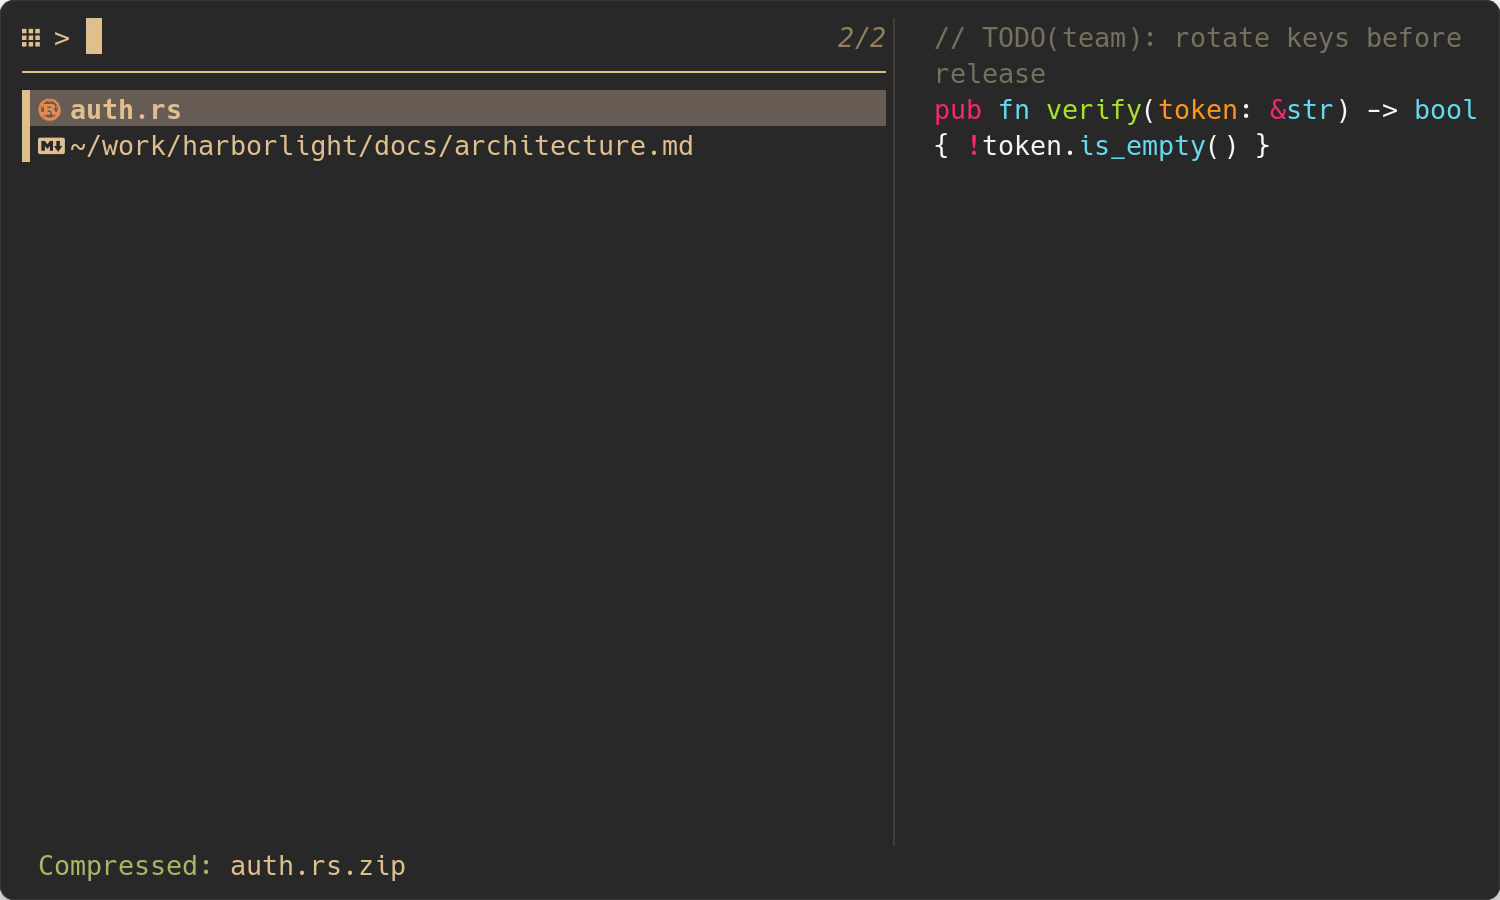 > 2/2
auth.rs
~/work/harborlight/docs/architecture.md
// TODO(team): rotate keys before
release
pub fn verify(token: &str) -> bool
{ !token.is_empty() }
Compressed: auth.rs.zip